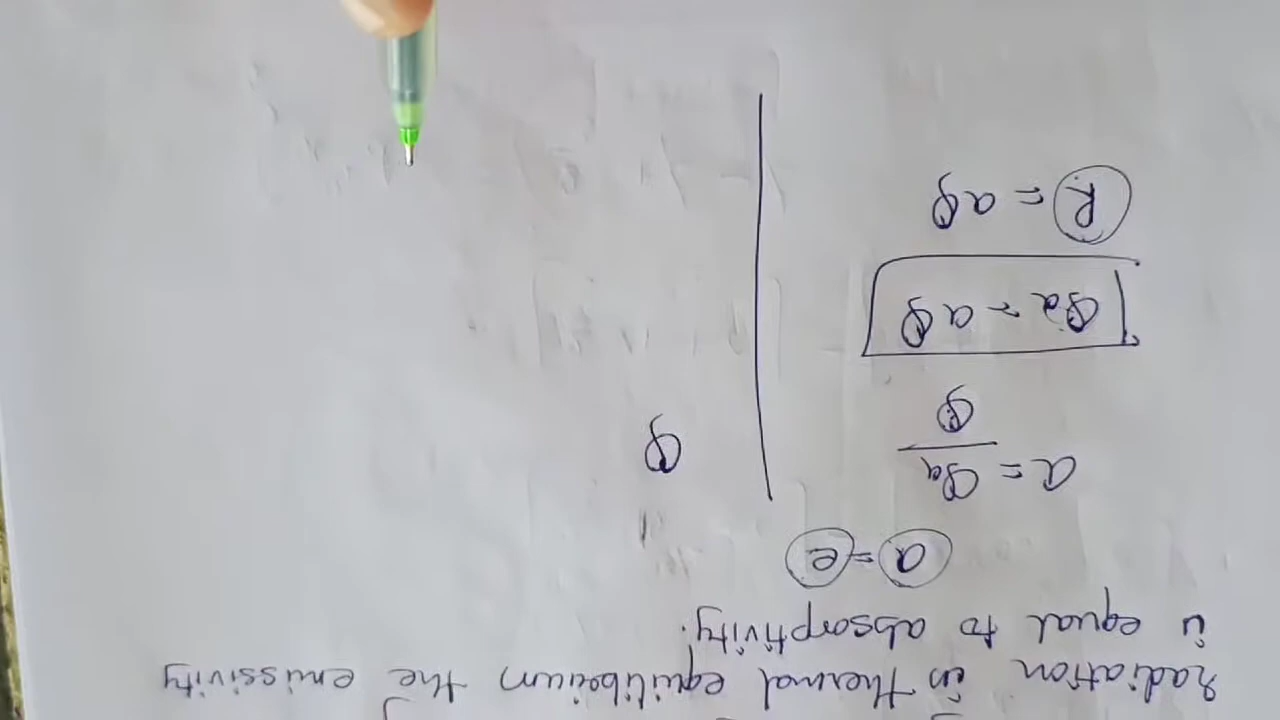 radiation in thermal equilibrium the emissivity
is equal to absorptivity.
a = e
a = Qa
Q
Qa = aQ
R = aQ
Q